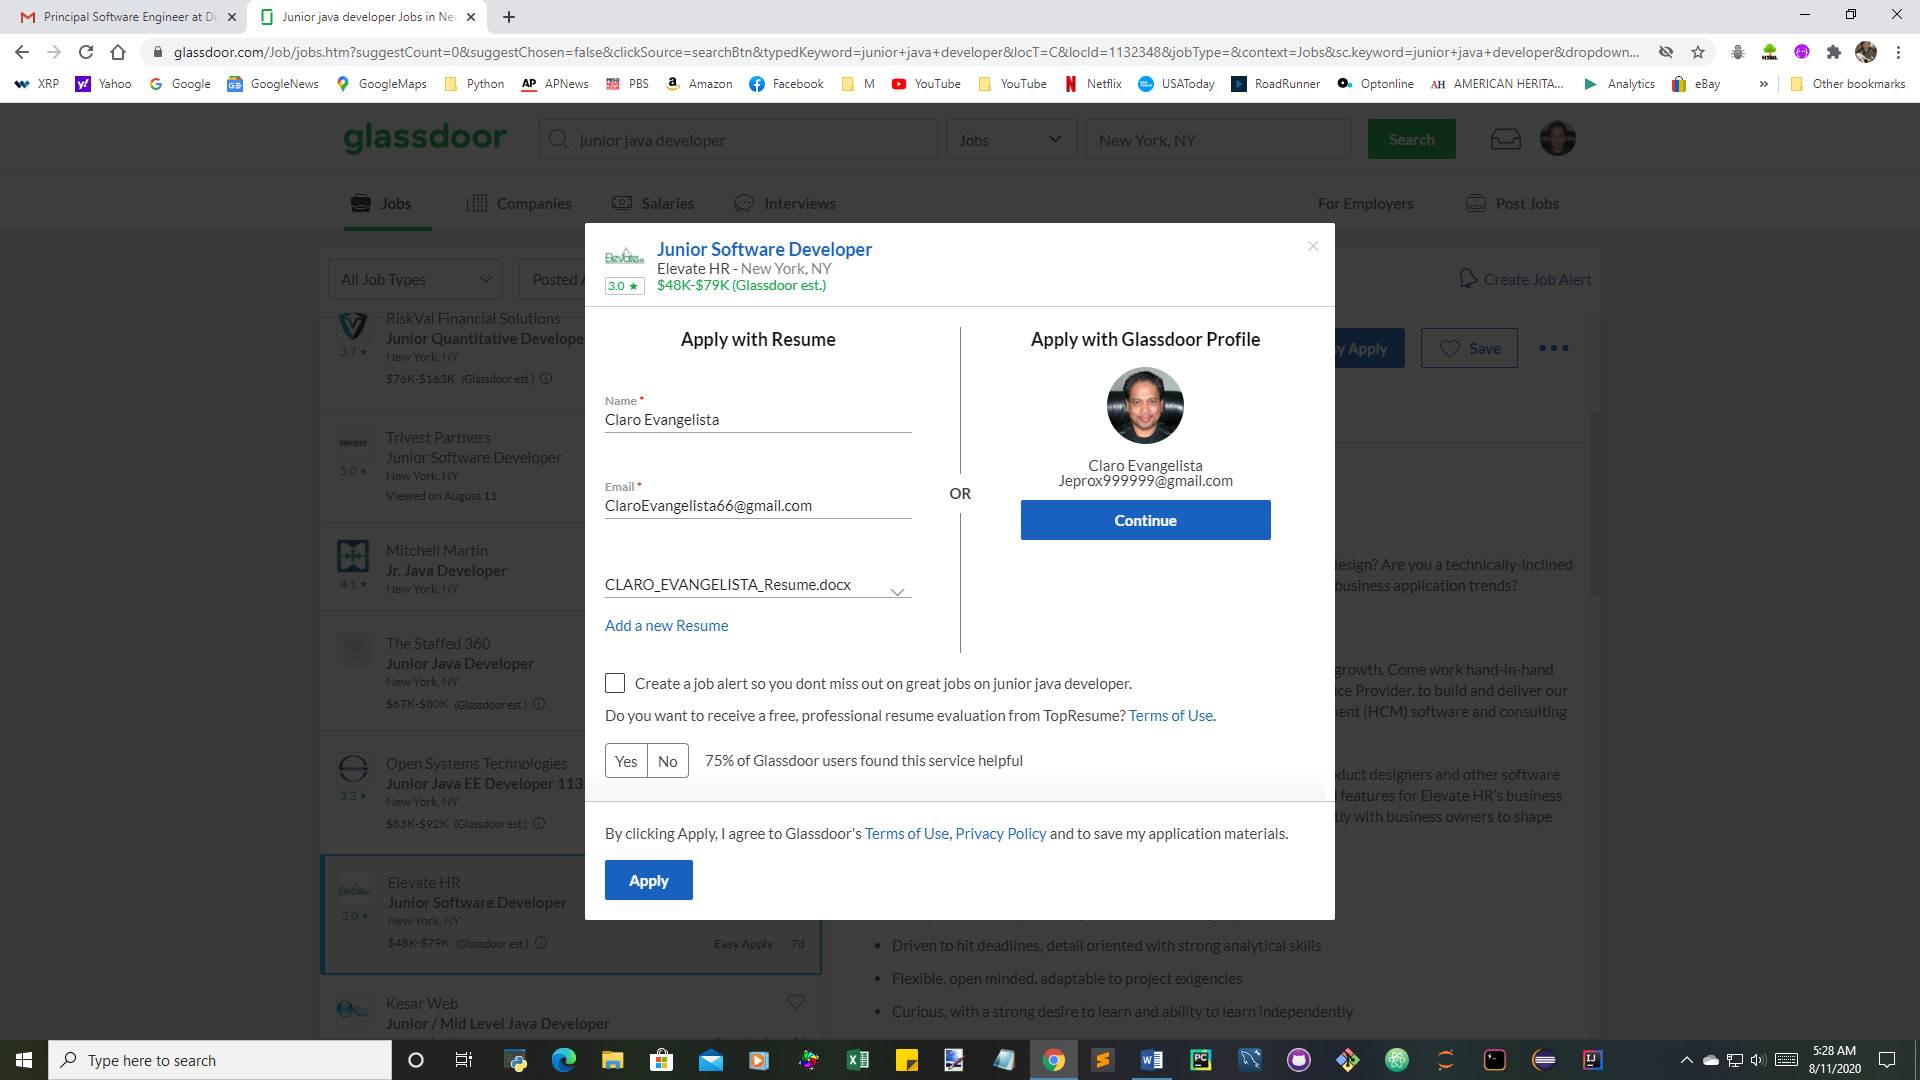 Principal Software Engineer at Di
Junior java developer Jobs in Ne
glassdoor.com/Job/jobs.htm?suggestCount=0&suggestChosen=false&clickSource=searchBtn&typedKeyword=junior+java+developer&locT=C&locId=1132348&jobType=&context=Jobs&sc.keyword=junior+java+developer&dropdown...
XRP Yahoo Google GoogleNews GoogleMaps Python APNews PBS Amazon Facebook M YouTube YouTube Netflix USAToday RoadRunner Optonline AMERICAN HERITA... Analytics eBay » Other bookmarks
glassdoor junior java developer Jobs New York, NY Search
Jobs Companies Salaries Interviews For Employers Post Jobs
All Job Types Posted Create Job Alert
RiskVal Financial Solutions
Junior Quantitative Develope
New York, NY
3.7 ★
$76K-$163K (Glassdoor est.)
Trivest Partners
Junior Software Developer
New York, NY
5.0 ★
Viewed on August 11
Mitchell Martin
Jr. Java Developer
New York, NY
4.1 ★
The Staffed 360
Junior Java Developer
New York, NY
$67K-$80K (Glassdoor est.)
Open Systems Technologies
Junior Java EE Developer 113
New York, NY
3.3 ★
$85K-$92K (Glassdoor est.)
Elevate HR
Junior Software Developer
New York, NY
3.0 ★
$48K-$79K (Glassdoor est.)
Easy Apply 7d
Kesar Web
Junior / Mid Level Java Developer
Junior Software Developer
Elevate HR - New York, NY
3.0 ★ $48K-$79K (Glassdoor est.)
Apply with Resume
Name *
Claro Evangelista
Email *
ClaroEvangelista66@gmail.com
CLARO_EVANGELISTA_Resume.docx
Add a new Resume
OR
Apply with Glassdoor Profile
Claro Evangelista
Jeprox999999@gmail.com
Continue
Create a job alert so you dont miss out on great jobs on junior java developer.
Do you want to receive a free, professional resume evaluation from TopResume? Terms of Use.
Yes No 75% of Glassdoor users found this service helpful
By clicking Apply, I agree to Glassdoor's Terms of Use, Privacy Policy and to save my application materials.
Apply
y Apply Save
esign? Are you a technically-inclined
business application trends?
growth. Come work hand-in-hand
ice Provider, to build and deliver our
ent (HCM) software and consulting
duct designers and other software
features for Elevate HR's business
tly with business owners to shape
• Driven to hit deadlines; detail oriented with strong analytical skills
• Flexible, open minded, adaptable to project exigencies
• Curious, with a strong desire to learn and ability to learn independently
Type here to search
5:28 AM
8/11/2020